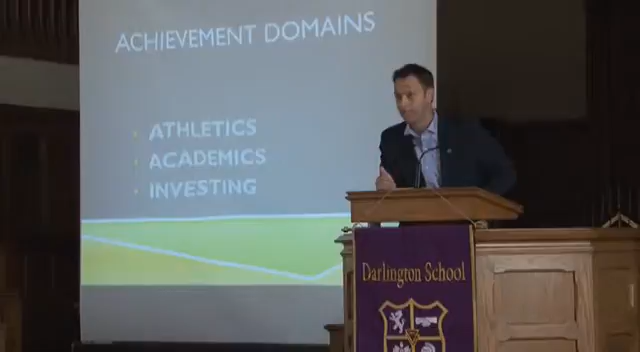 ACHIEVEMENT DOMAINS
ATHLETICS
ACADEMICS
INVESTING
Darlington School